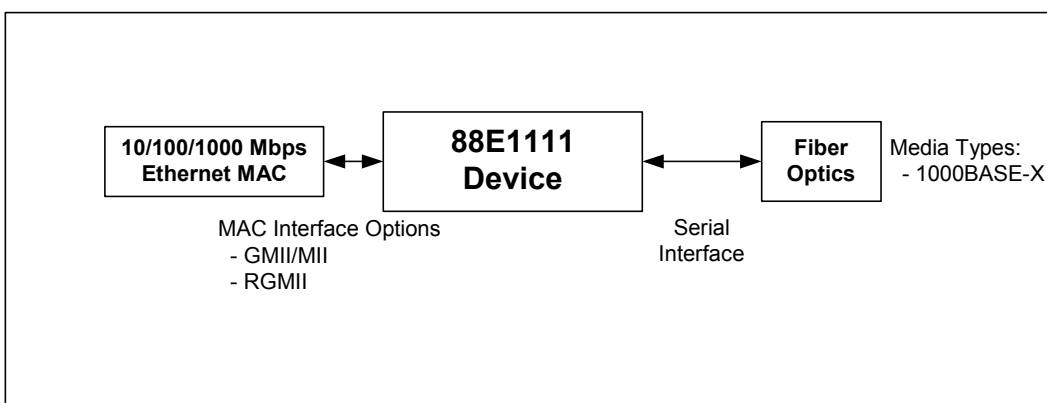 10/100/1000 Mbps
Ethernet MAC
88E1111
Device
Fiber
Optics
Media Types:
- 1000BASE-X
MAC Interface Options
- GMII/MII
- RGMII
Serial
Interface